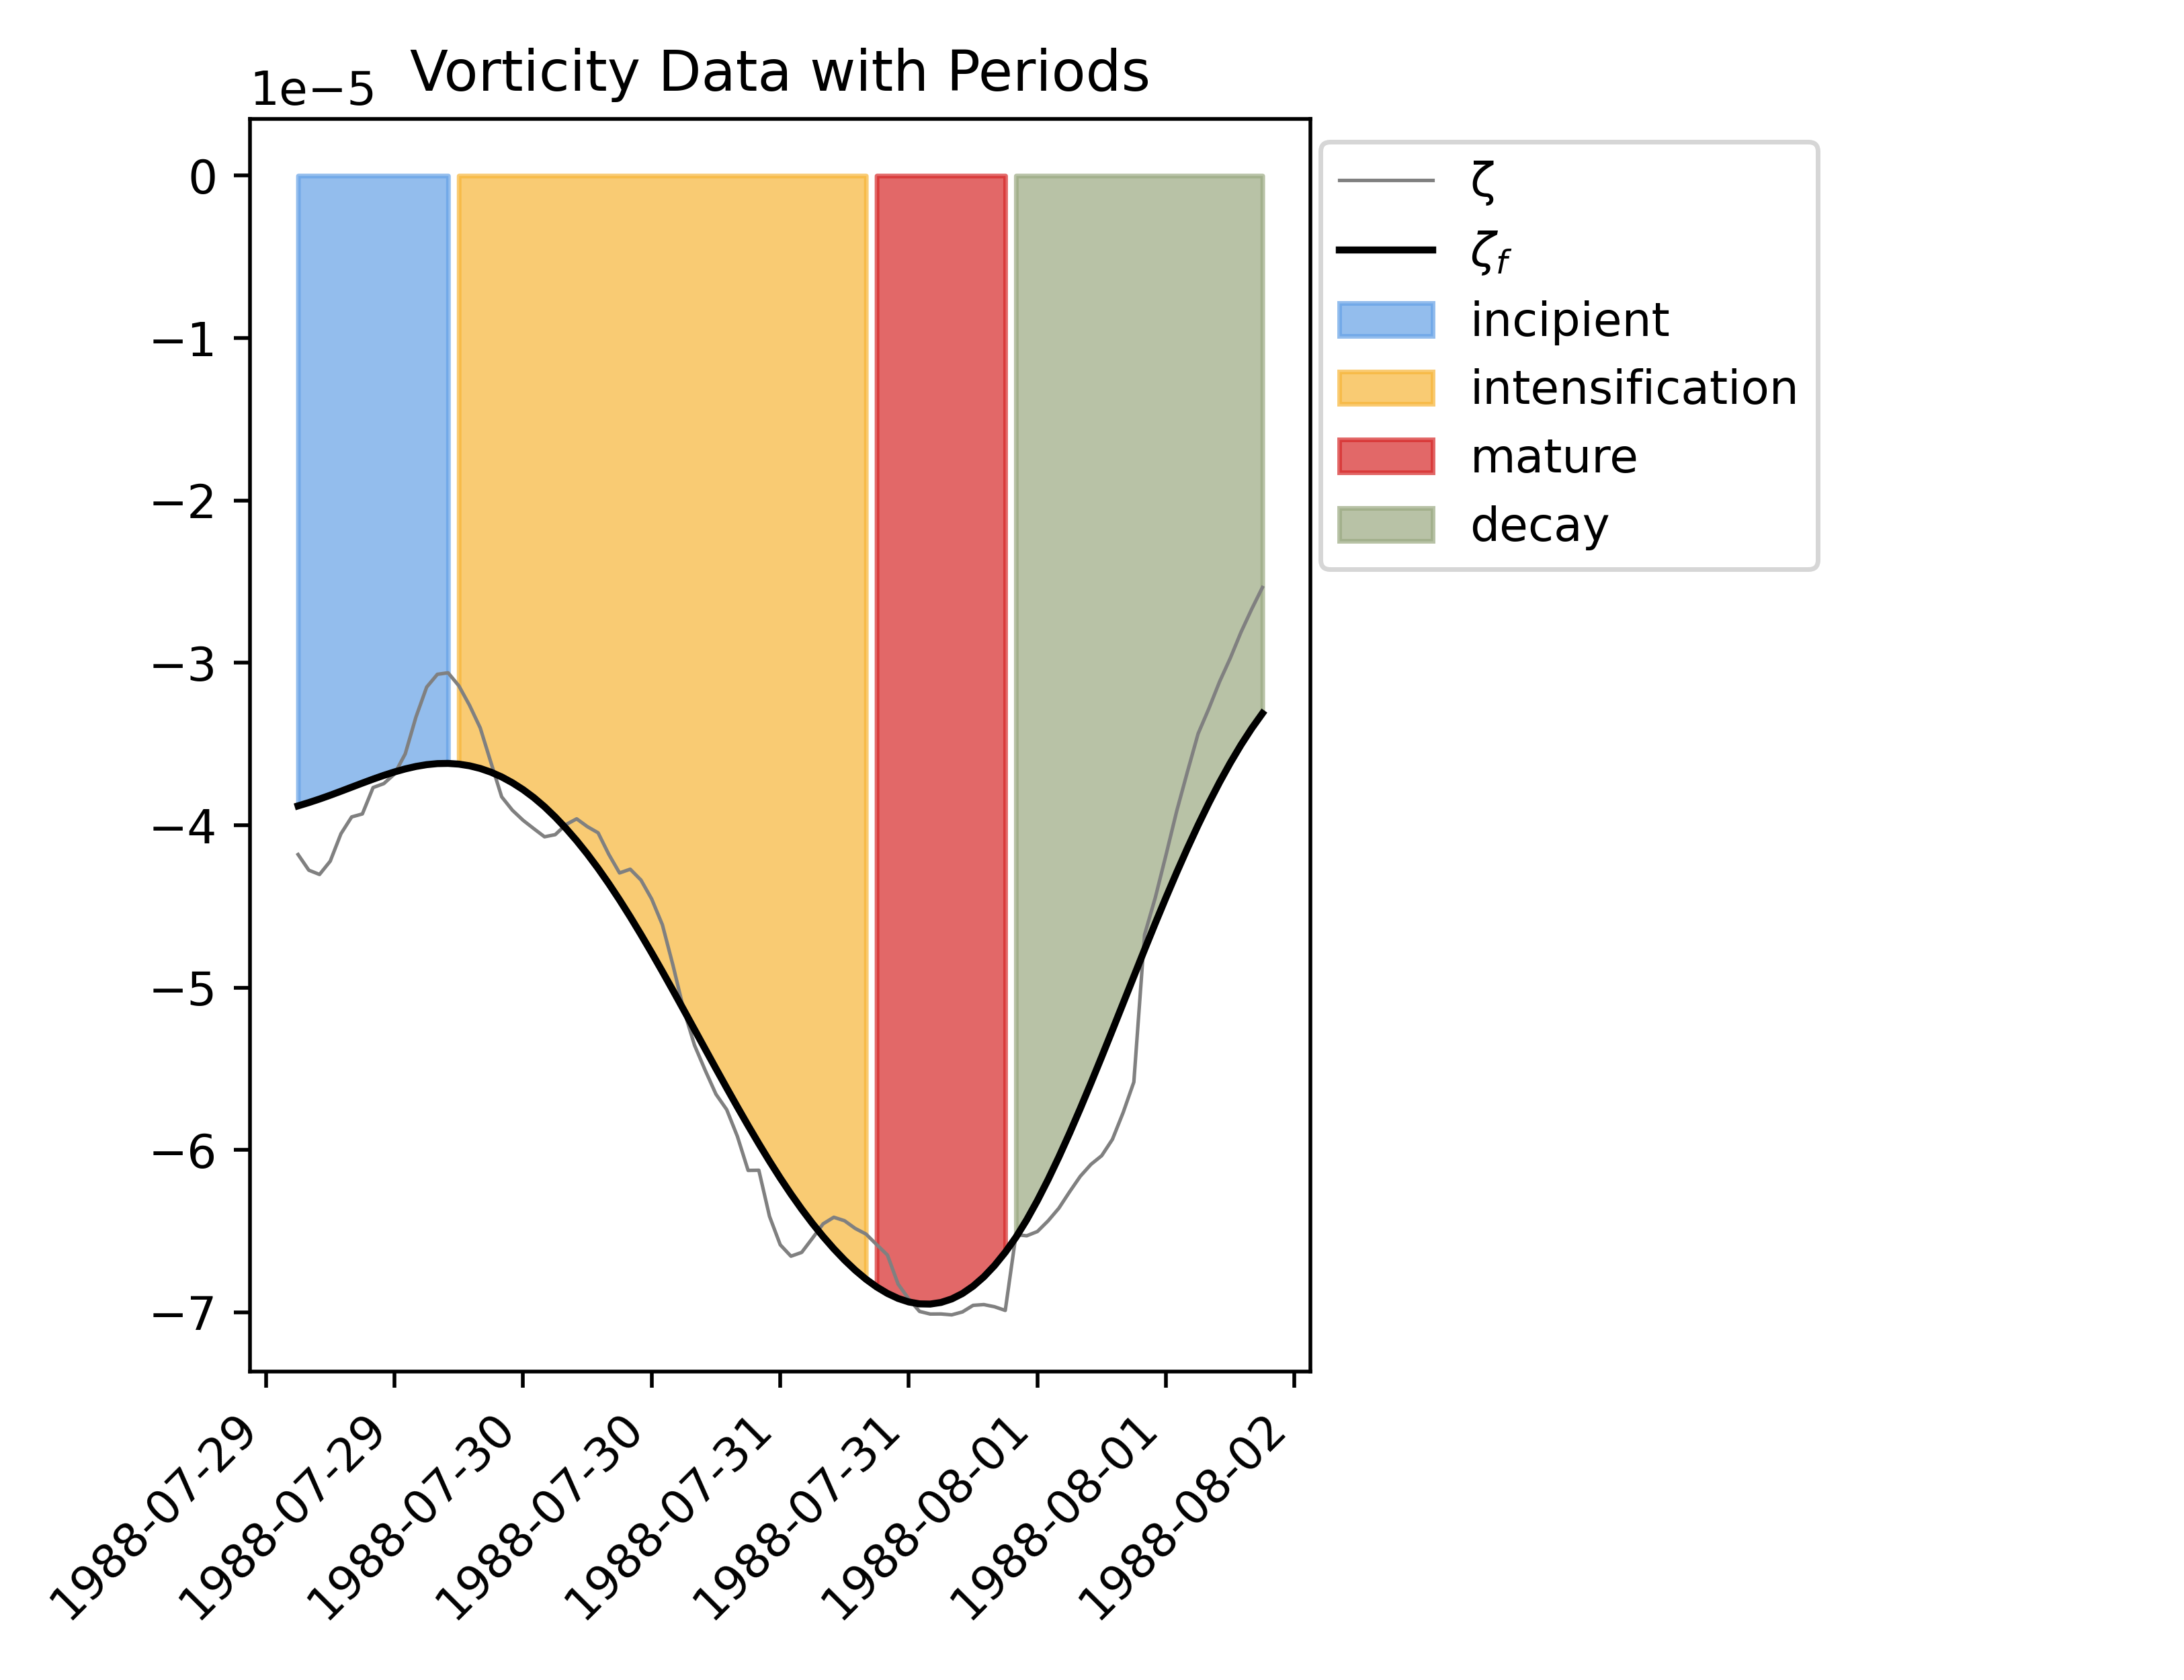 Vorticity Data with Periods
1e−5
0
−1
−2
−3
−4
−5
−6
−7
1988-07-29
1988-07-29
1988-07-30
1988-07-30
1988-07-31
1988-07-31
1988-08-01
1988-08-01
1988-08-02
ζ
ζf
incipient
intensification
mature
decay